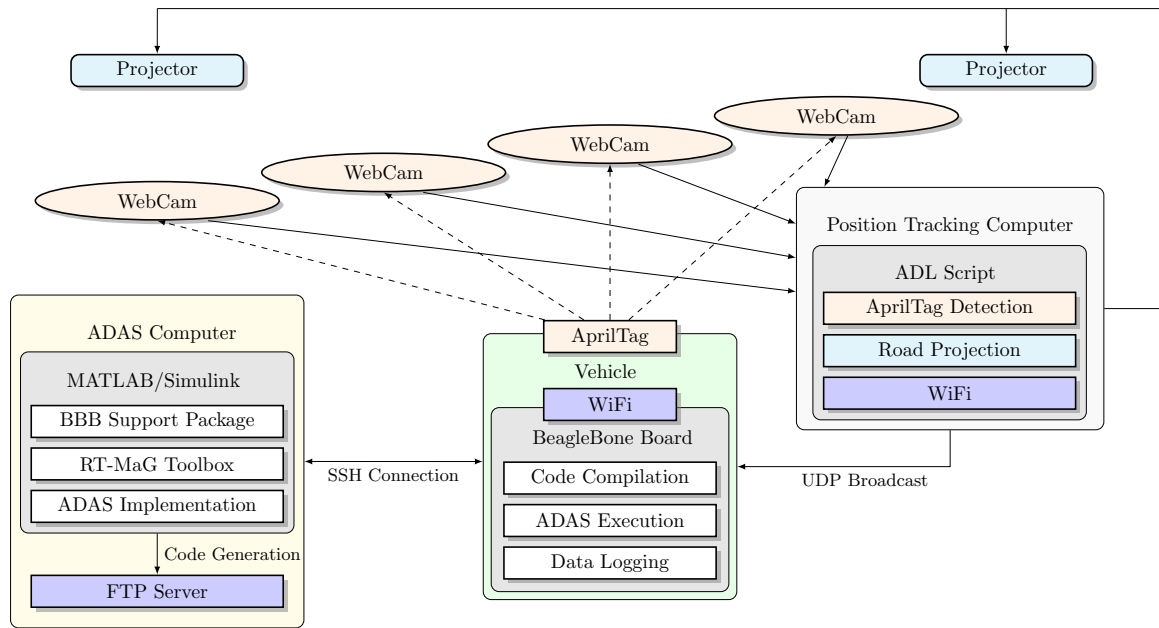 Projector
Projector
WebCam
WebCam
WebCam
WebCam
Position Tracking Computer
ADL Script
AprilTag Detection
Road Projection
WiFi
ADAS Computer
MATLAB/Simulink
BBB Support Package
RT-MaG Toolbox
ADAS Implementation
Code Generation
FTP Server
SSH Connection
AprilTag
Vehicle
WiFi
BeagleBone Board
Code Compilation
ADAS Execution
Data Logging
UDP Broadcast